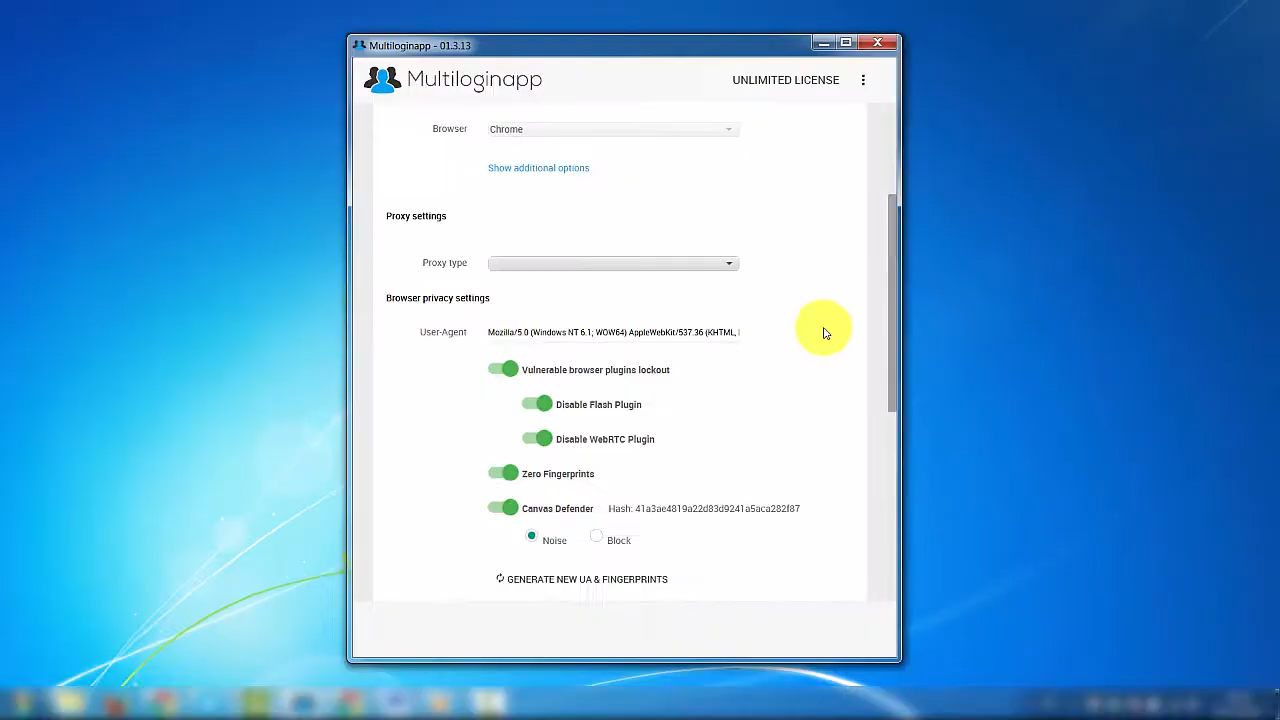 Multiloginapp - 01.3.13
Multiloginapp UNLIMITED LICENSE
Browser Chrome
Show additional options
Proxy settings
Proxy type
Browser privacy settings
User-Agent Mozilla/5.0 (Windows NT 6.1; WOW64) AppleWebKit/537.36 (KHTML,
Vulnerable browser plugins lockout
Disable Flash Plugin
Disable WebRTC Plugin
Zero Fingerprints
Canvas Defender Hash: 41a3ae4819a22d83d9241a5aca282f87
Noise Block
GENERATE NEW UA & FINGERPRINTS